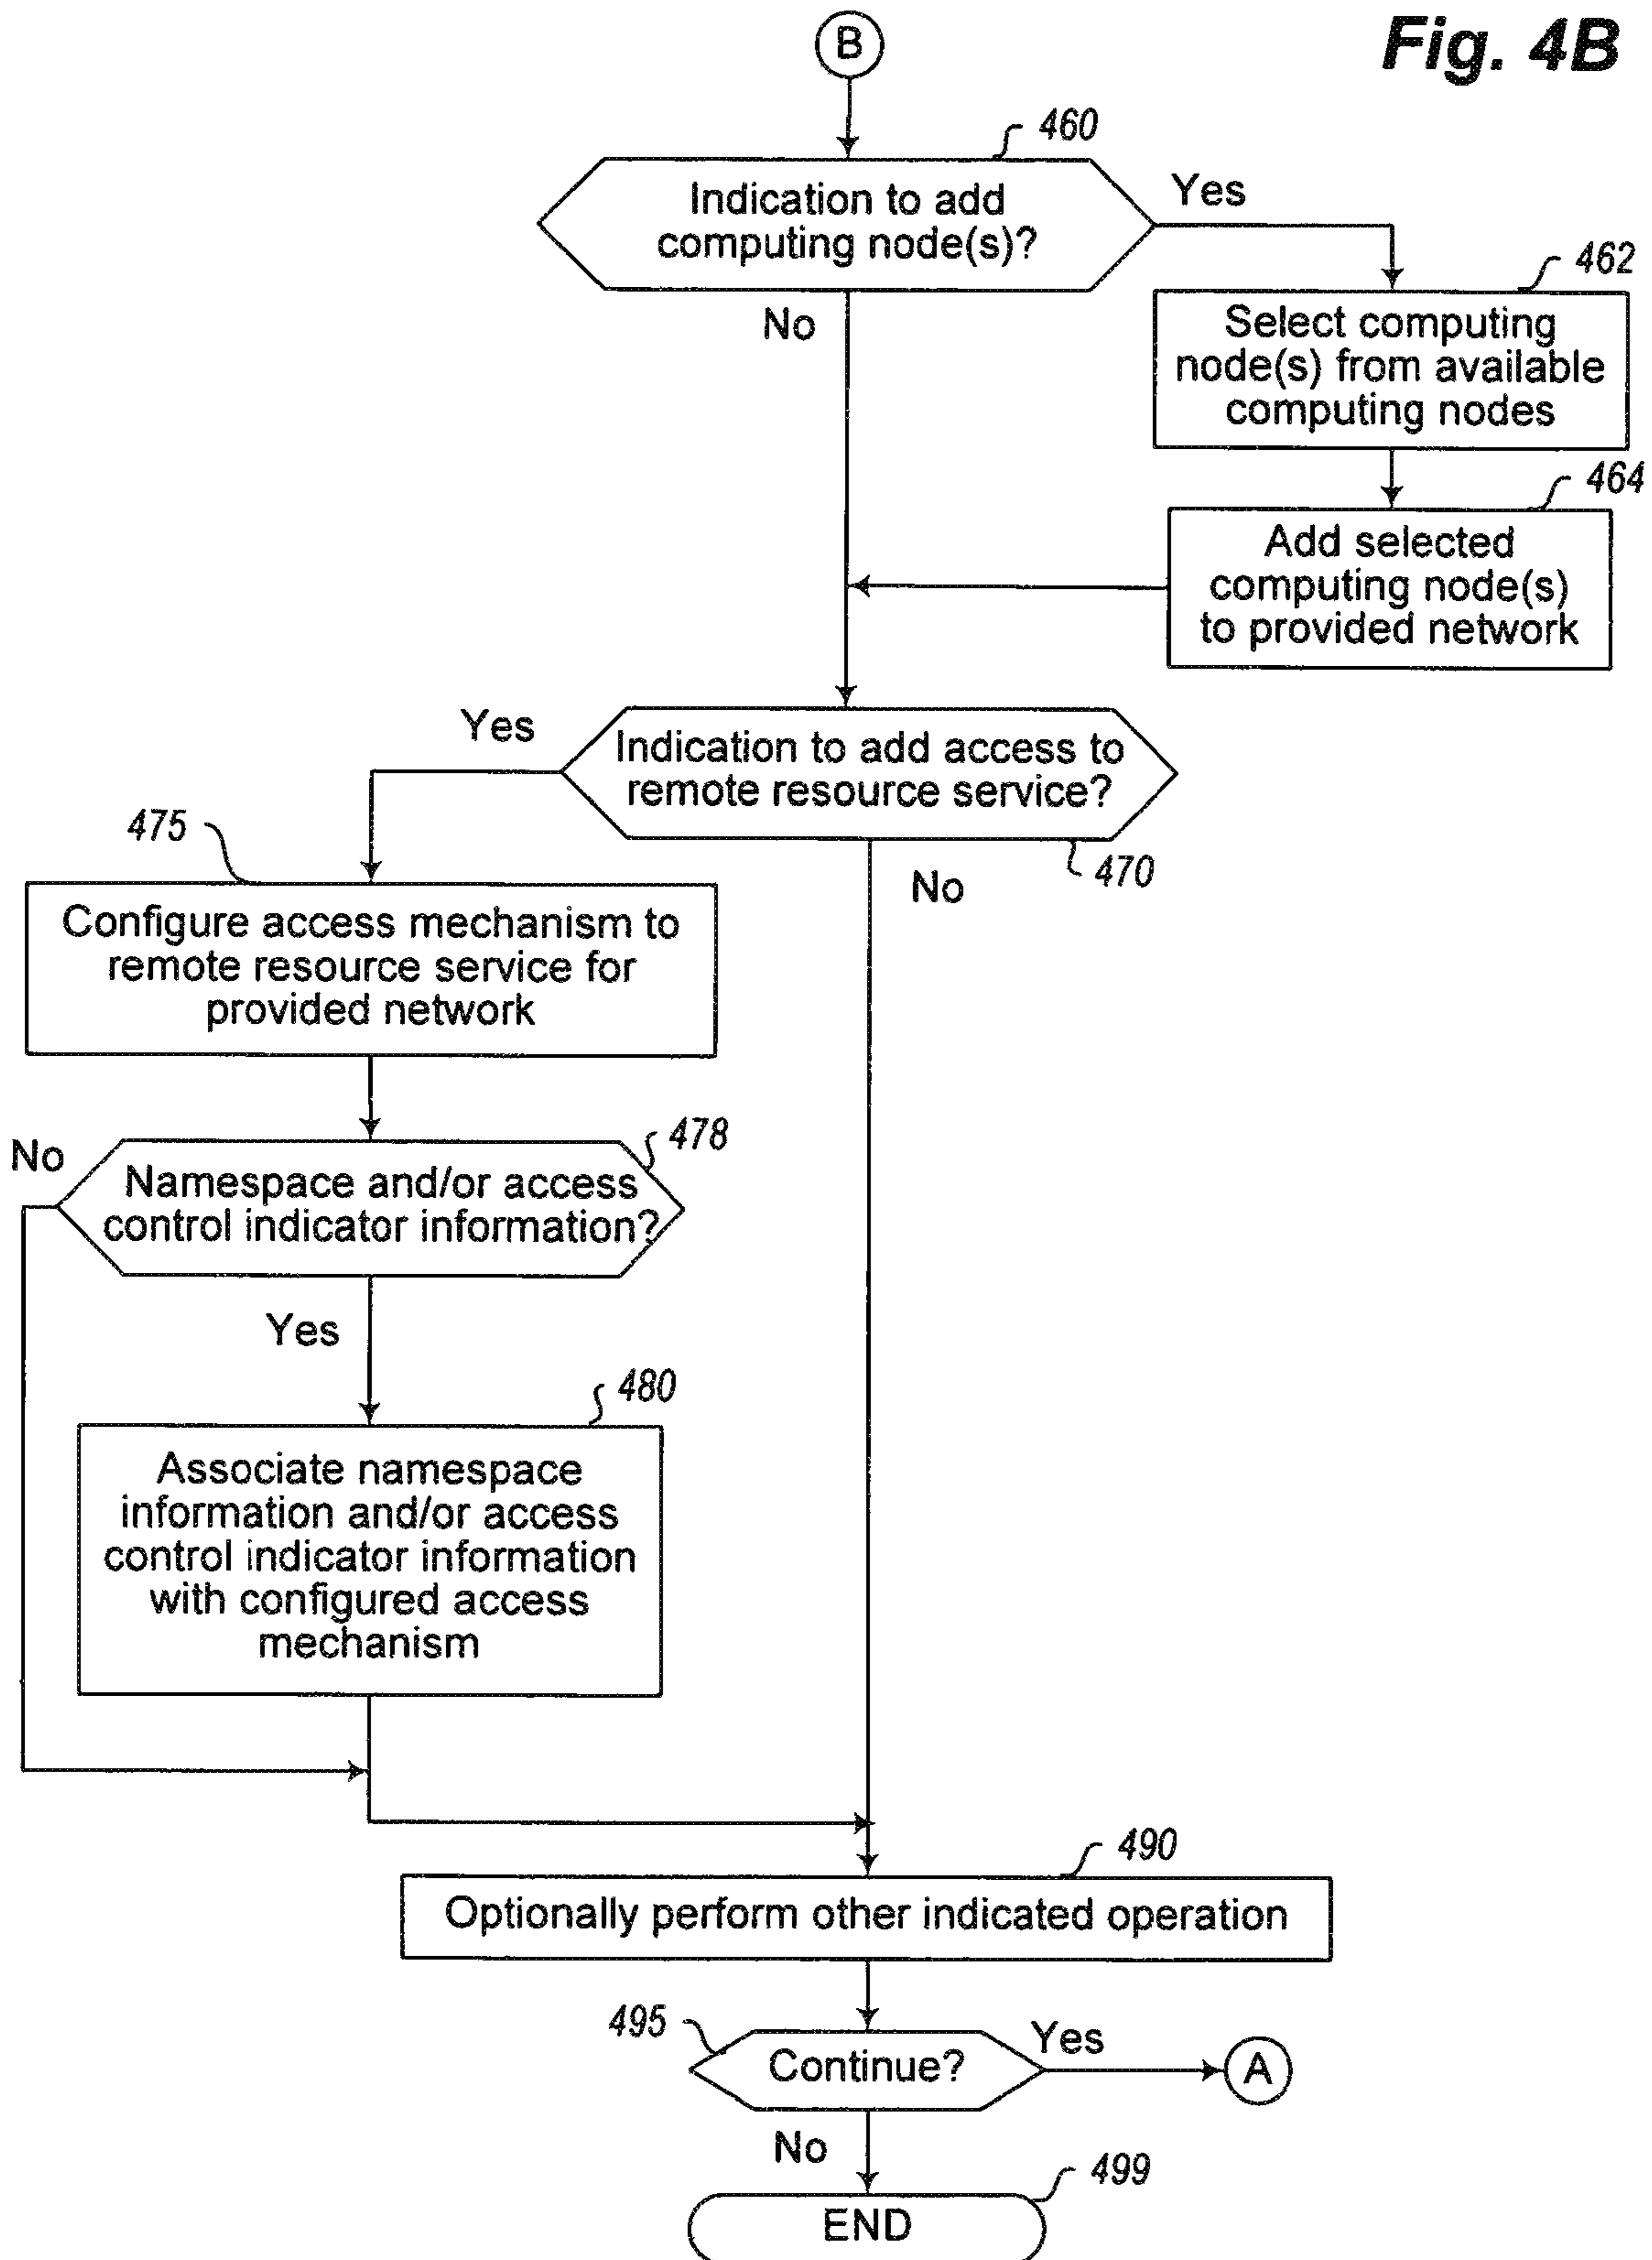 Fig. 4B
B
460
Indication to add
computing node(s)?
Yes
No
462
Select computing
node(s) from available
computing nodes
464
Add selected
computing node(s)
to provided network
Yes
Indication to add access to
remote resource service?
470
No
475
Configure access mechanism to
remote resource service for
provided network
478
No
Namespace and/or access
control indicator information?
Yes
480
Associate namespace
information and/or access
control indicator information
with configured access
mechanism
490
Optionally perform other indicated operation
495
Continue?
Yes
A
No
499
END